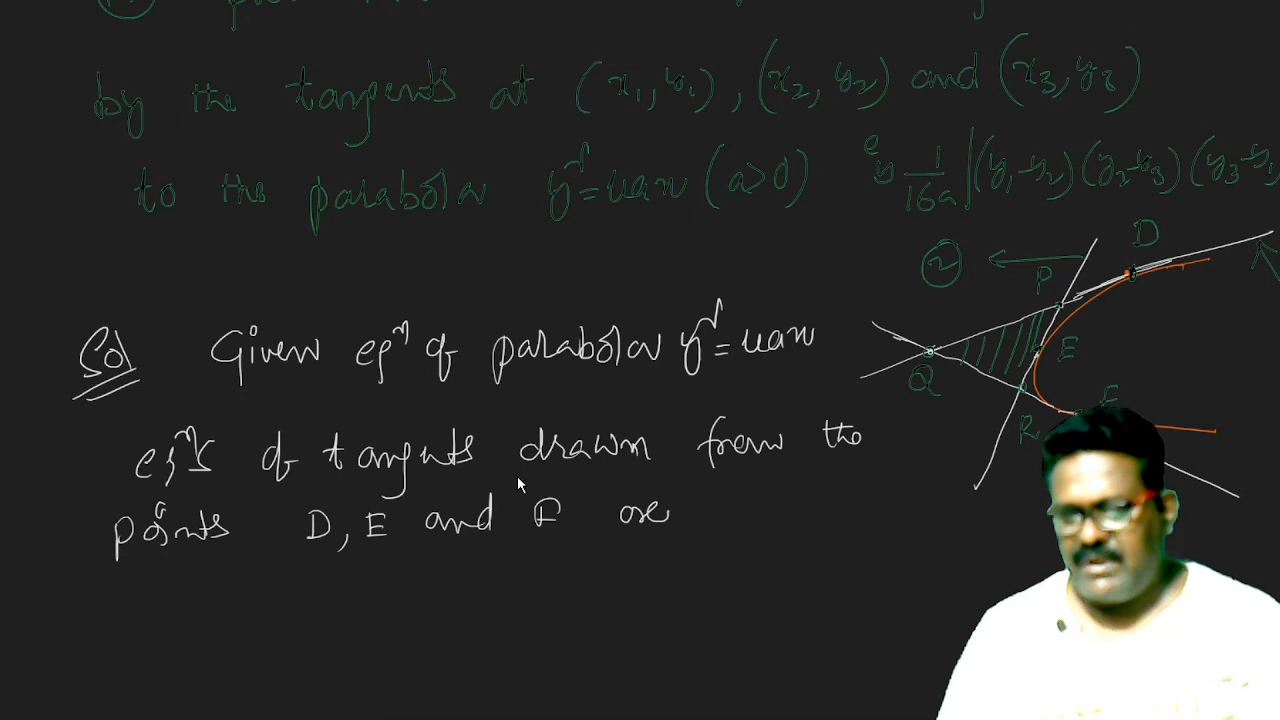 by the tangents at (x₁, y₁), (x₂, y₂) and (x₃, y₃)
to the parabola y² = 4ax (a>0) is 1/16a |(y₁-y₂)(y₂-y₃)(y₃-y₁)
D
② P
E
Q
F
R
Sol Given eqⁿ of parabola y² = 4ax
eqⁿs of tangents drawn from the
points D, E and F are